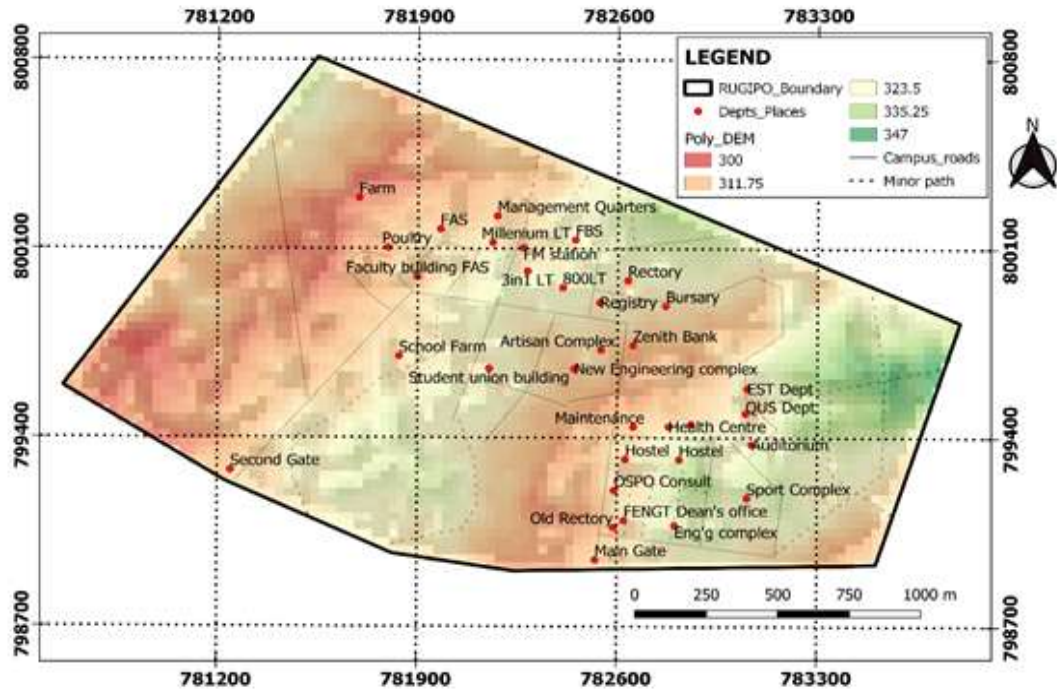 781200 781900 782600 783300
800800
800800
LEGEND
RUGIPO_Boundary
Depts_Places
Poly_DEM
300
311.75
323.5
335.25
347
Campus_roads
Minor path
N
Farm
Management Quarters
FAS
Millenium LT
FBS
Poultry
800100
800100
FM station
Faculty building FAS
3in1 LT
800LT
Rectory
Registry
Bursary
School Farm
Artisan Complex
Zenith Bank
Student union building
New Engineering complex
EST Dept
QUS Dept
799400
799400
Maintenance
Health Centre
Auditorium
Second Gate
Hostel
Hostel
OSPO Consult
Sport Complex
Old Rectory
FENGT Dean's office
Eng'g complex
Main Gate
0 250 500 750 1000 m
798700
798700
781200 781900 782600 783300